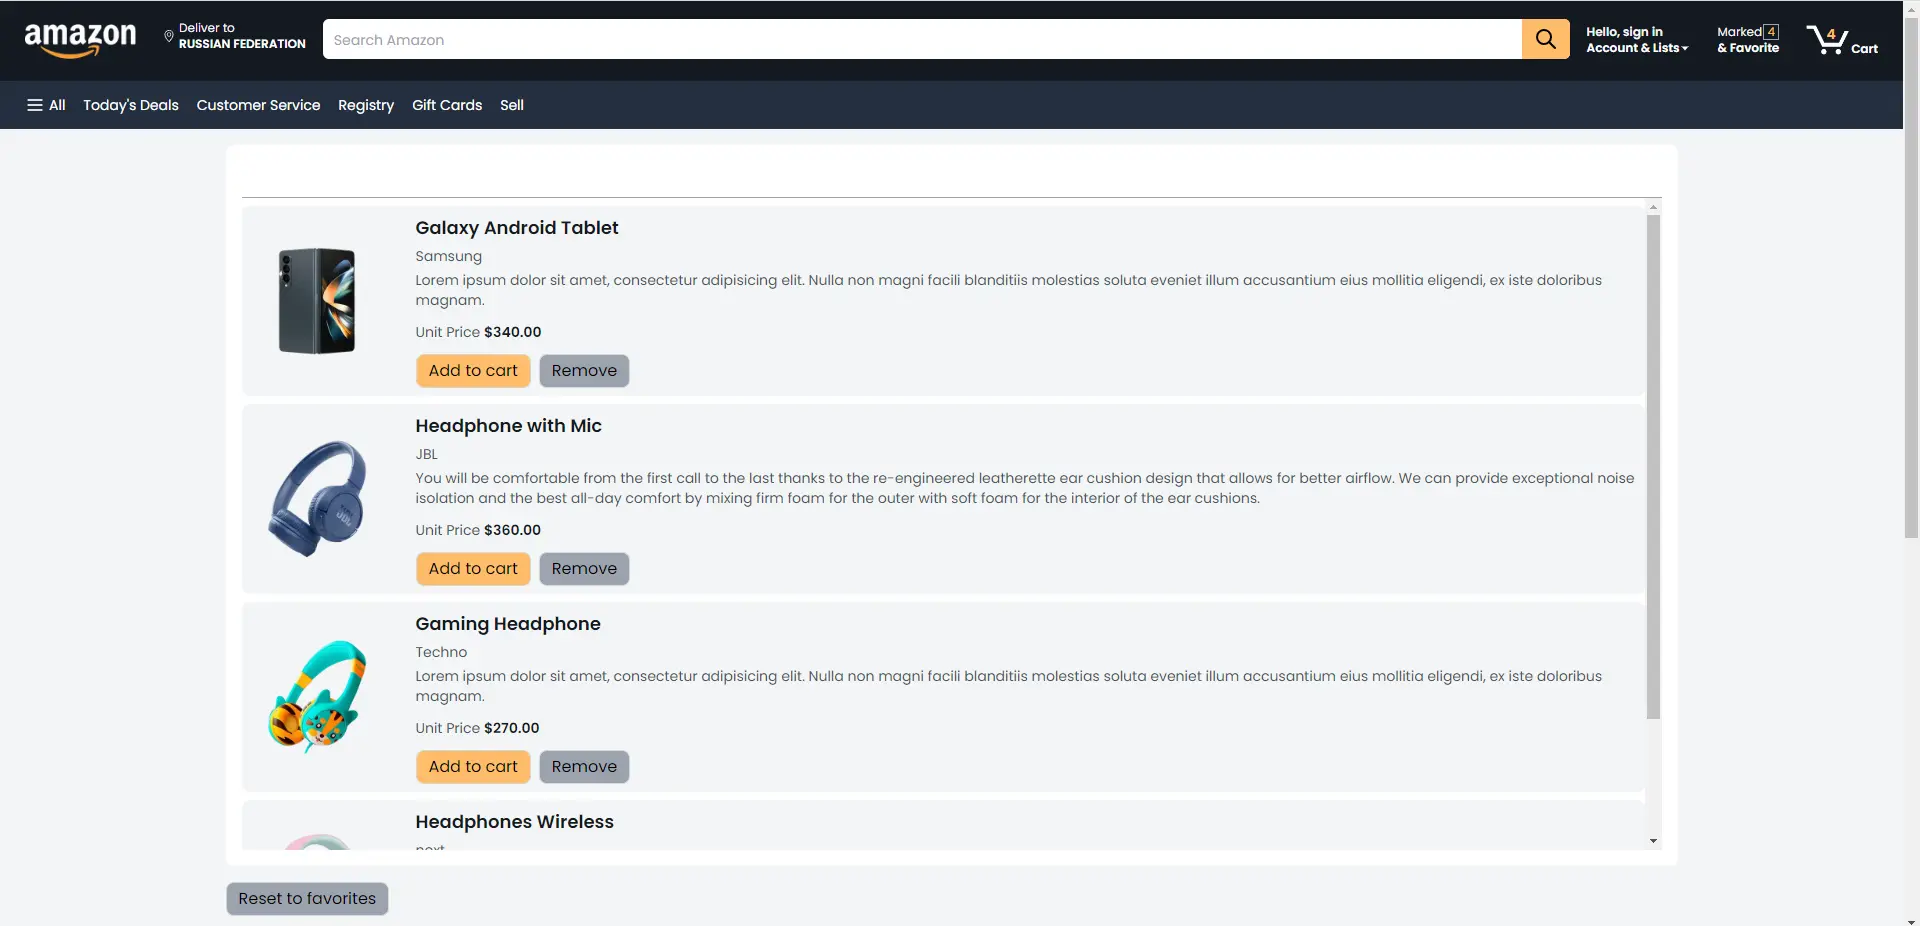 amazon
Deliver to
RUSSIAN FEDERATION
Search Amazon
Hello, sign in
Account & Lists
Marked 4
& Favorite
4
Cart
All Today's Deals Customer Service Registry Gift Cards Sell
Galaxy Android Tablet
Samsung
Lorem ipsum dolor sit amet, consectetur adipisicing elit. Nulla non magni facili blanditiis molestias soluta eveniet illum accusantium eius mollitia eligendi, ex iste doloribus
magnam.
Unit Price $340.00
Add to cart Remove
Headphone with Mic
JBL
You will be comfortable from the first call to the last thanks to the re-engineered leatherette ear cushion design that allows for better airflow. We can provide exceptional noise
isolation and the best all-day comfort by mixing firm foam for the outer with soft foam for the interior of the ear cushions.
Unit Price $360.00
Add to cart Remove
JBL
Gaming Headphone
Techno
Lorem ipsum dolor sit amet, consectetur adipisicing elit. Nulla non magni facili blanditiis molestias soluta eveniet illum accusantium eius mollitia eligendi, ex iste doloribus
magnam.
Unit Price $270.00
Add to cart Remove
Headphones Wireless
next
Reset to favorites